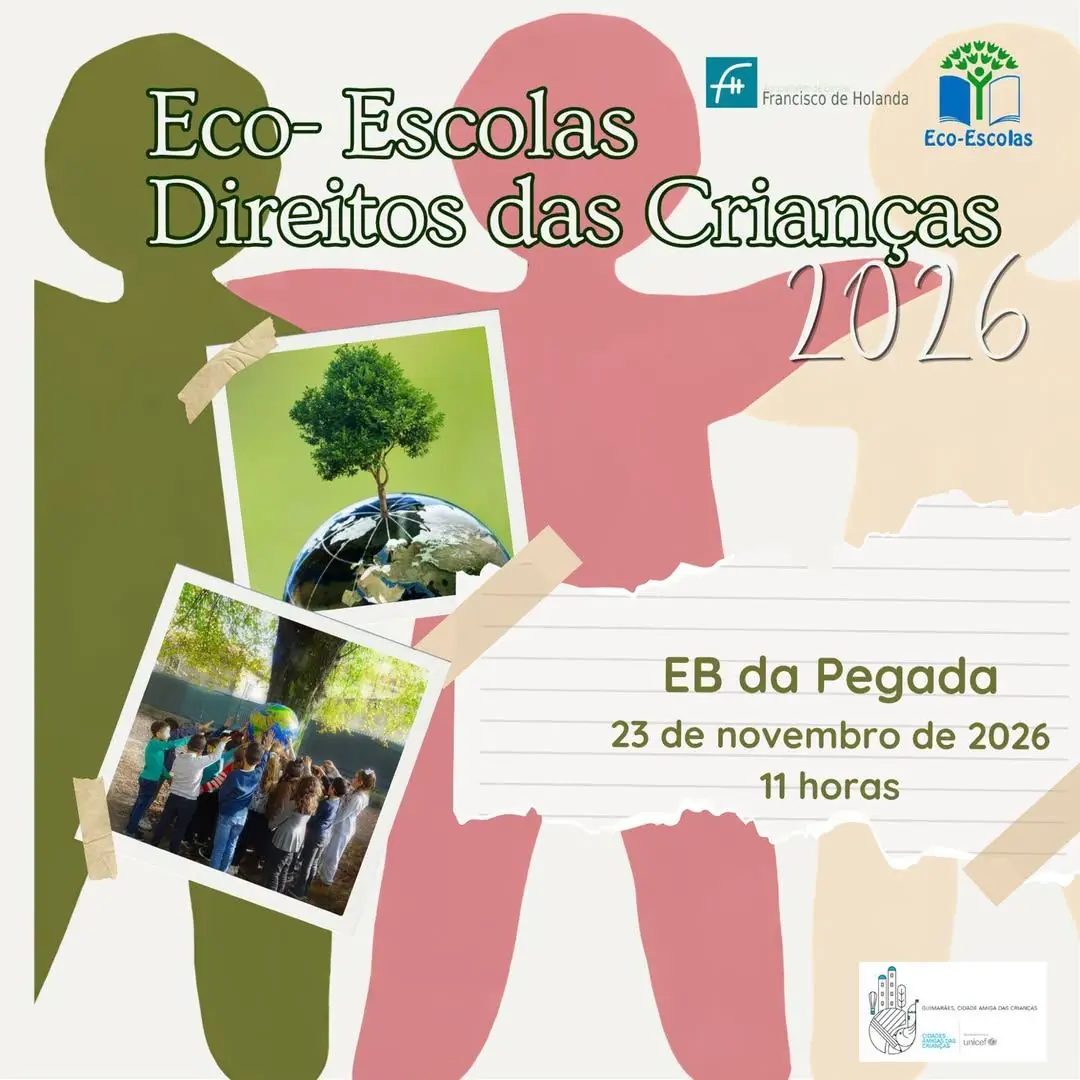 Eco- Escolas
Direitos das Crianças
2026
Francisco de Holanda
Eco-Escolas
EB da Pegada
23 de novembro de 2026
11 horas
GUIMARÃES, CIDADE AMIGA DAS CRIANÇAS
CIDADES
AMIGAS DAS
CRIANÇAS
unicef